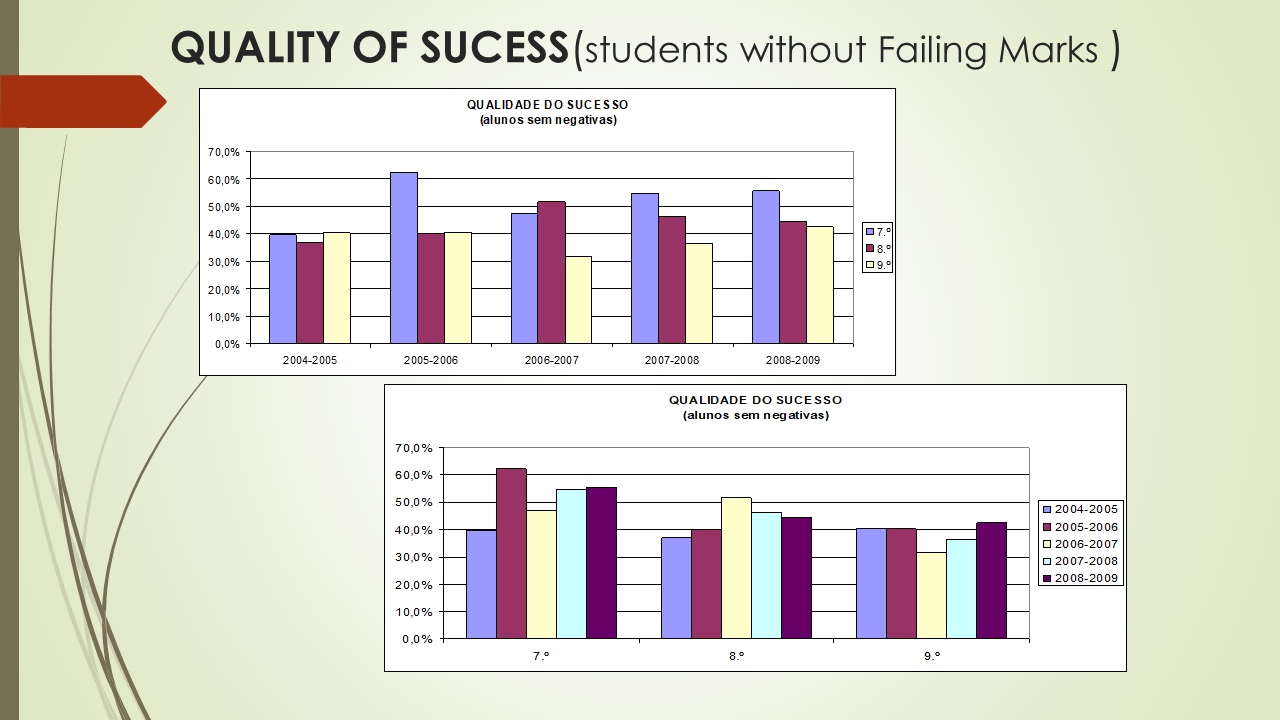 QUALITY OF SUCESS(students without Failing Marks )
QUALIDADE DO SUCESSO
(alunos sem negativas)
70,0%
60,0%
50,0%
40,0%
30,0%
20,0%
10,0%
0,0%
2004-2005 2005-2006 2006-2007 2007-2008 2008-2009
7.º
8.º
9.º
QUALIDADE DO SUCESSO
(alunos sem negativas)
70,0%
60,0%
50,0%
40,0%
30,0%
20,0%
10,0%
0,0%
7.º 8.º 9.º
2004-2005
2005-2006
2006-2007
2007-2008
2008-2009